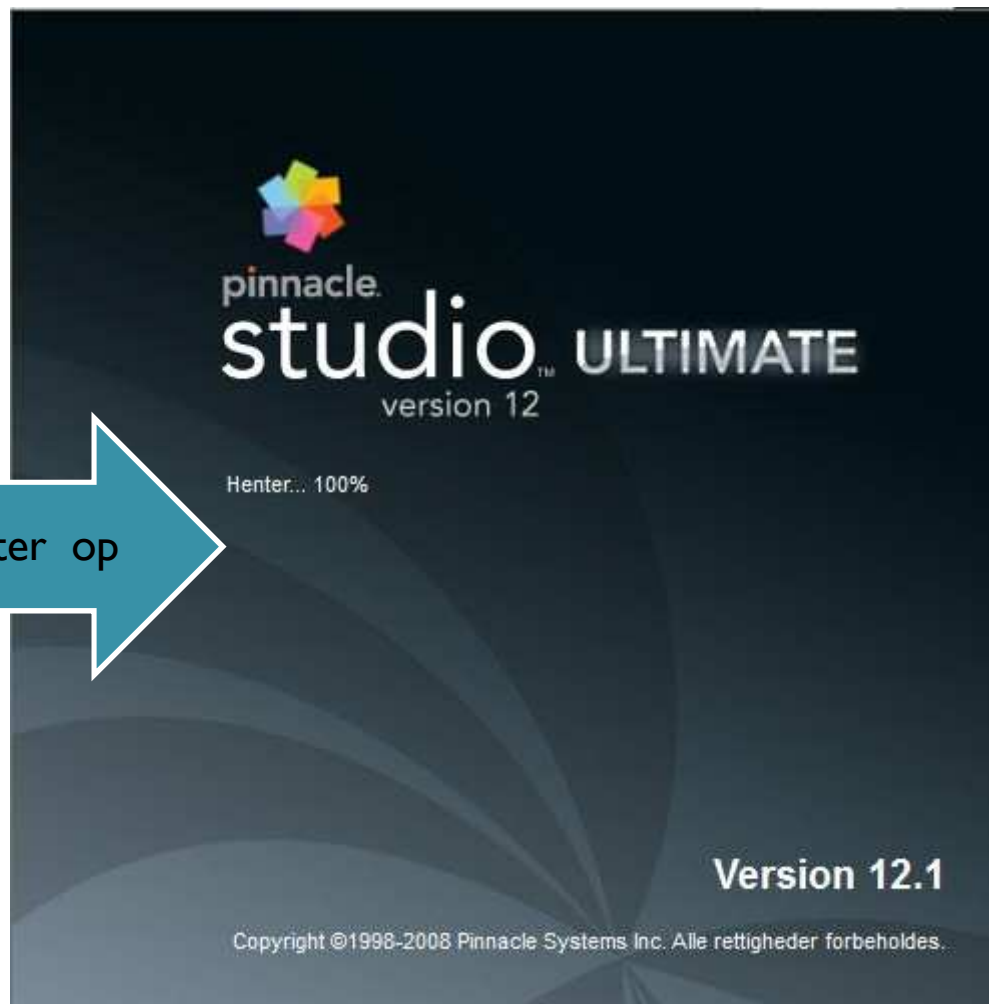 pinnacle.
studio™ ULTIMATE
version 12
Henter... 100%
op
Version 12.1
Copyright ©1998-2008 Pinnacle Systems Inc. Alle rettigheder forbeholdes.